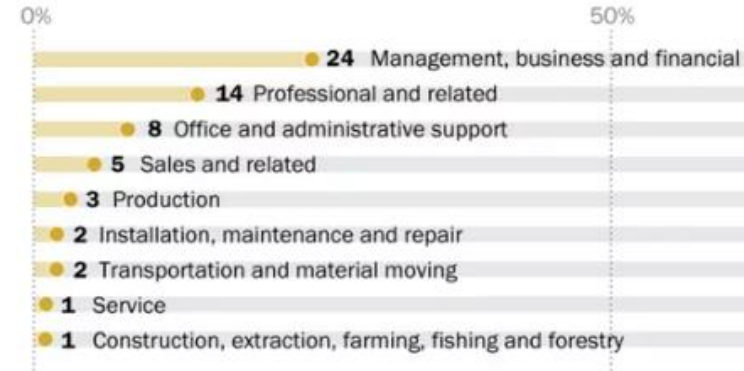 0% 50%
24 Management, business and financial
14 Professional and related
8 Office and administrative support
5 Sales and related
3 Production
2 Installation, maintenance and repair
2 Transportation and material moving
1 Service
1 Construction, extraction, farming, fishing and forestry